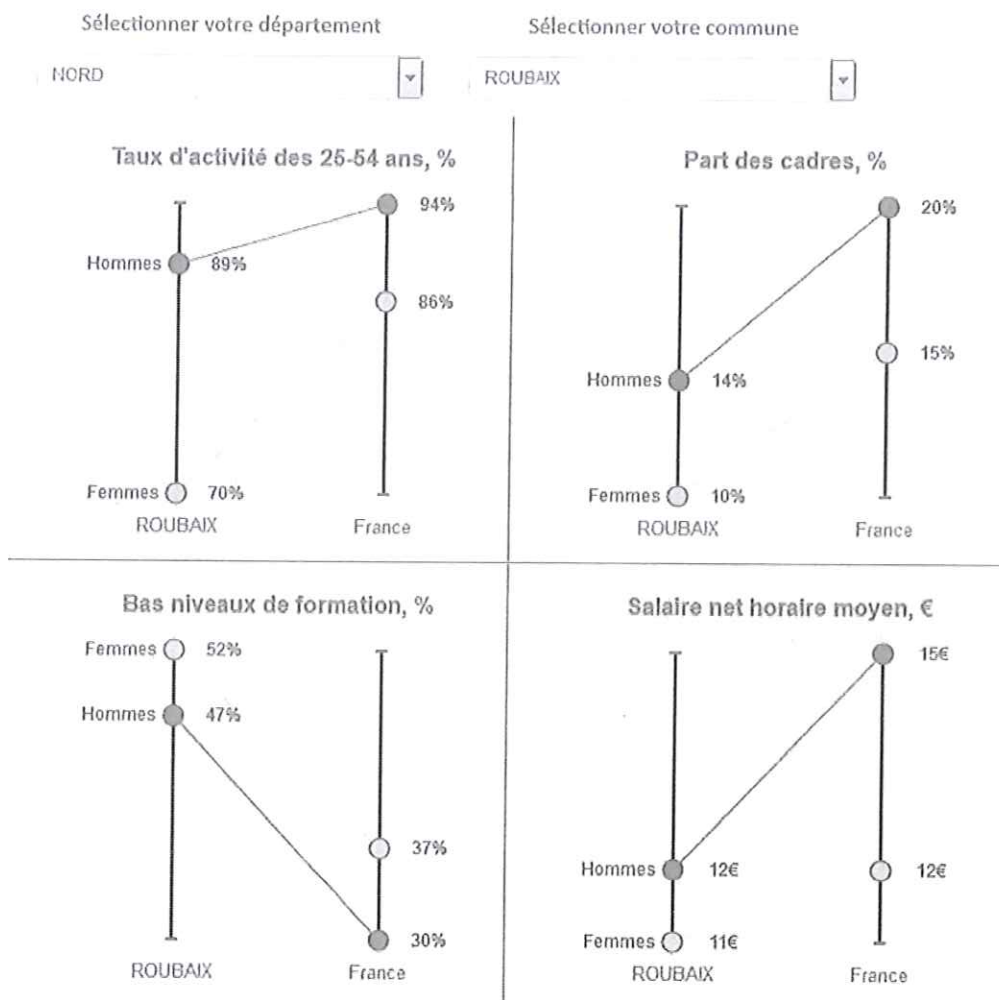 Sélectionner votre département
Sélectionner votre commune
NORD
ROUBAIX
Taux d'activité des 25-54 ans, %
94%
Hommes 89%
86%
Femmes 70%
ROUBAIX France
Part des cadres, %
20%
15%
Hommes 14%
Femmes 10%
ROUBAIX France
Bas niveaux de formation, %
Femmes 52%
Hommes 47%
37%
30%
ROUBAIX France
Salaire net horaire moyen, €
15€
Hommes 12€ 12€
Femmes 11€
ROUBAIX France